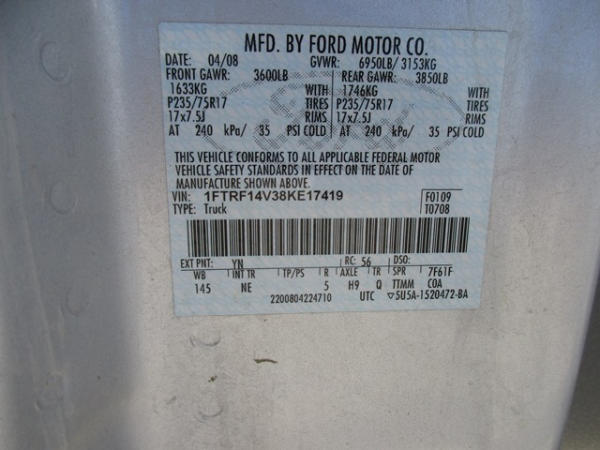 MFD. BY FORD MOTOR CO.
DATE: 04/08 GVWR: 6950LB/ 3153KG
FRONT GAWR: 3600LB REAR GAWR: 3850LB
1633KG WITH 1746KG WITH
P235/75R17 TIRES P235/75R17 TIRES
17x7.5J RIMS 17x7.5J RIMS
AT 240 kPa/ 35 PSI COLD AT 240 kPa/ 35 PSI COLD
THIS VEHICLE CONFORMS TO ALL APPLICABLE FEDERAL MOTOR
VEHICLE SAFETY STANDARDS IN EFFECT ON THE DATE OF
MANUFACTURE SHOWN ABOVE.
VIN: 1FTRF14V38KE17419 F0109
TYPE: Truck T0708
EXT PNT: YN RC: 56 DSO:
WB INT TR TP/PS R AXLE TR SPR 7F61F
145 NE 5 H9 Q TTMM COA
2200804224710 UTC ▽5U5A-1520472-BA